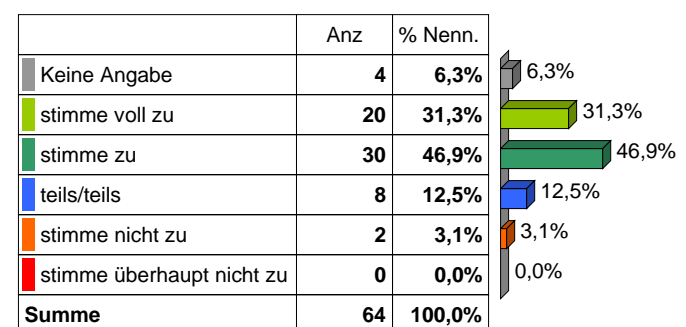 Anz % Nenn.
Keine Angabe 4 6,3% 6,3%
stimme voll zu 20 31,3% 31,3%
stimme zu 30 46,9% 46,9%
teils/teils 8 12,5% 12,5%
stimme nicht zu 2 3,1% 3,1%
stimme überhaupt nicht zu 0 0,0% 0,0%
Summe 64 100,0%